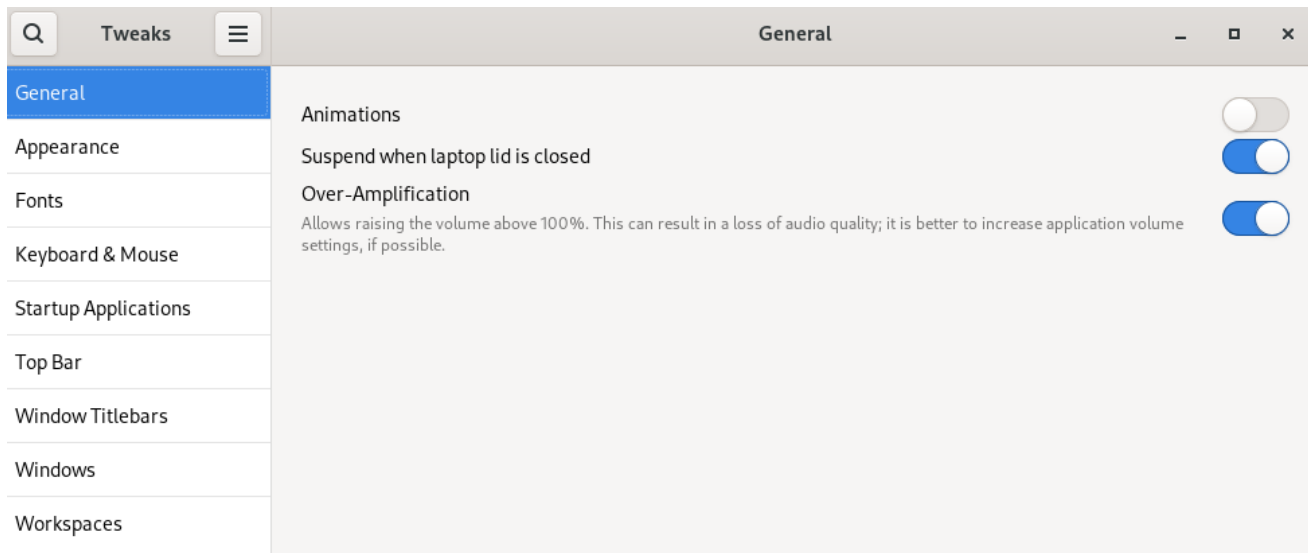 Tweaks
General
General
Appearance
Fonts
Keyboard & Mouse
Startup Applications
Top Bar
Window Titlebars
Windows
Workspaces
Animations
Suspend when laptop lid is closed
Over-Amplification
Allows raising the volume above 100%. This can result in a loss of audio quality; it is better to increase application volume
settings, if possible.